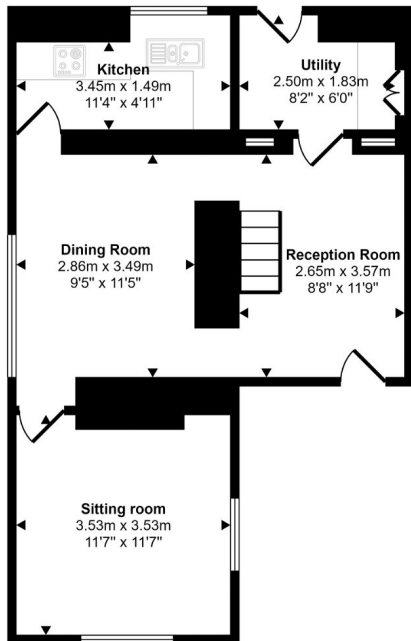 Kitchen
3.45m x 1.49m
11'4" x 4'11"
Utility
2.50m x 1.83m
8'2" x 6'0"
Dining Room
2.86m x 3.49m
9'5" x 11'5"
Reception Room
2.65m x 3.57m
8'8" x 11'9"
Sitting room
3.53m x 3.53m
11'7" x 11'7"